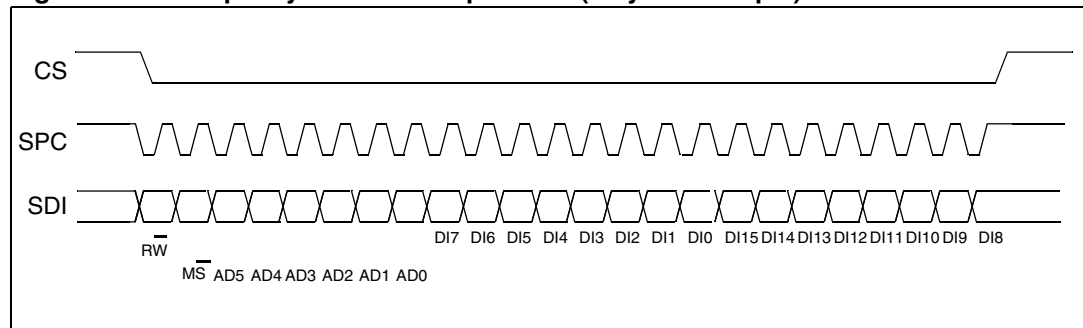 CS
SPC
SDI
RW
DI7 DI6 DI5 DI4 DI3 DI2 DI1 DI0 DI15 DI14 DI13 DI12 DI11 DI10 DI9 DI8
MS AD5 AD4 AD3 AD2 AD1 AD0